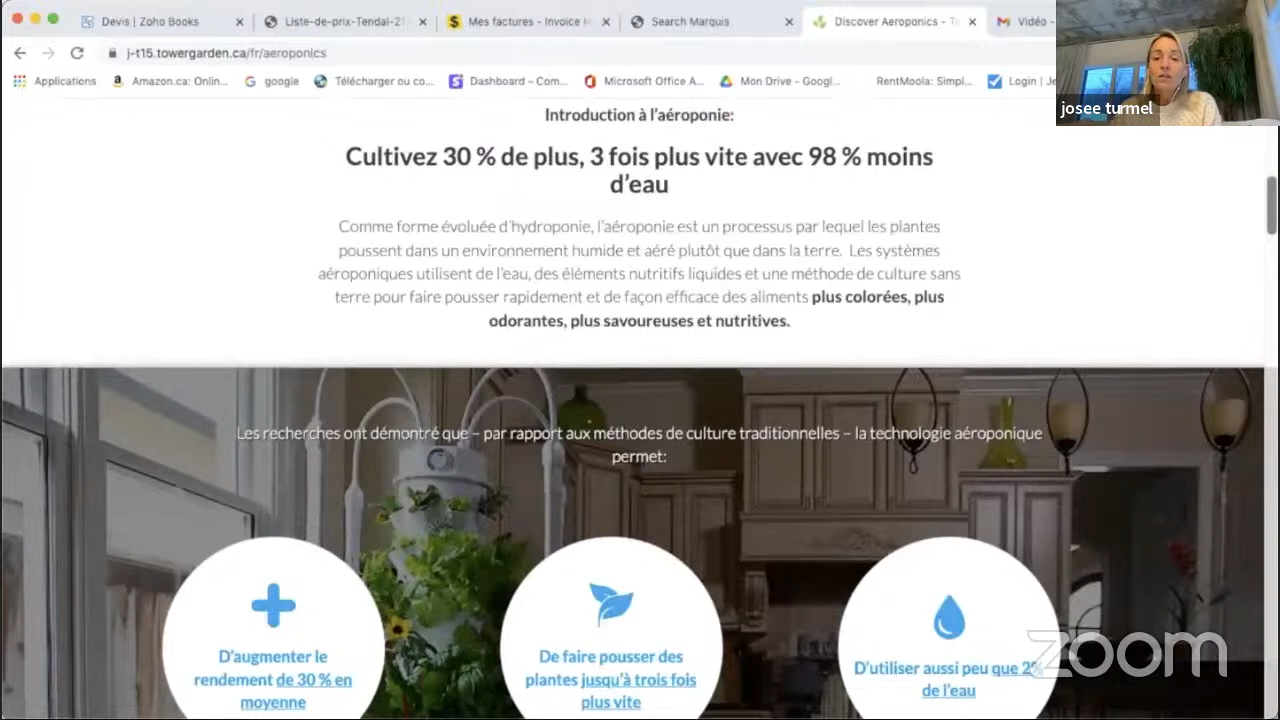 Devis | Zoho Books
Liste-de-prix-Tendal-21
Mes factures - Invoice H
Search Marquis
Discover Aeroponics - T
Vidéo -
j-t15.towergarden.ca/fr/aeroponics
Applications
Amazon.ca: Onlin...
google
Télécharger ou co...
Dashboard – Com...
Microsoft Office A...
Mon Drive - Googl...
RentMoola: Simpl...
Login | Je
josee turmel
Introduction à l’aéroponie:
Cultivez 30 % de plus, 3 fois plus vite avec 98 % moins
d’eau
Comme forme évoluée d’hydroponie, l’aéroponie est un processus par lequel les plantes
poussent dans un environnement humide et aéré plutôt que dans la terre. Les systèmes
aéroponiques utilisent de l’eau, des éléments nutritifs liquides et une méthode de culture sans
terre pour faire pousser rapidement et de façon efficace des aliments plus colorées, plus
odorantes, plus savoureuses et nutritives.
Les recherches ont démontré que – par rapport aux méthodes de culture traditionnelles – la technologie aéroponique
permet:
D’augmenter le
rendement de 30 % en
moyenne
De faire pousser des
plantes jusqu’à trois fois
plus vite
D’utiliser aussi peu que 2%
de l’eau
zoom